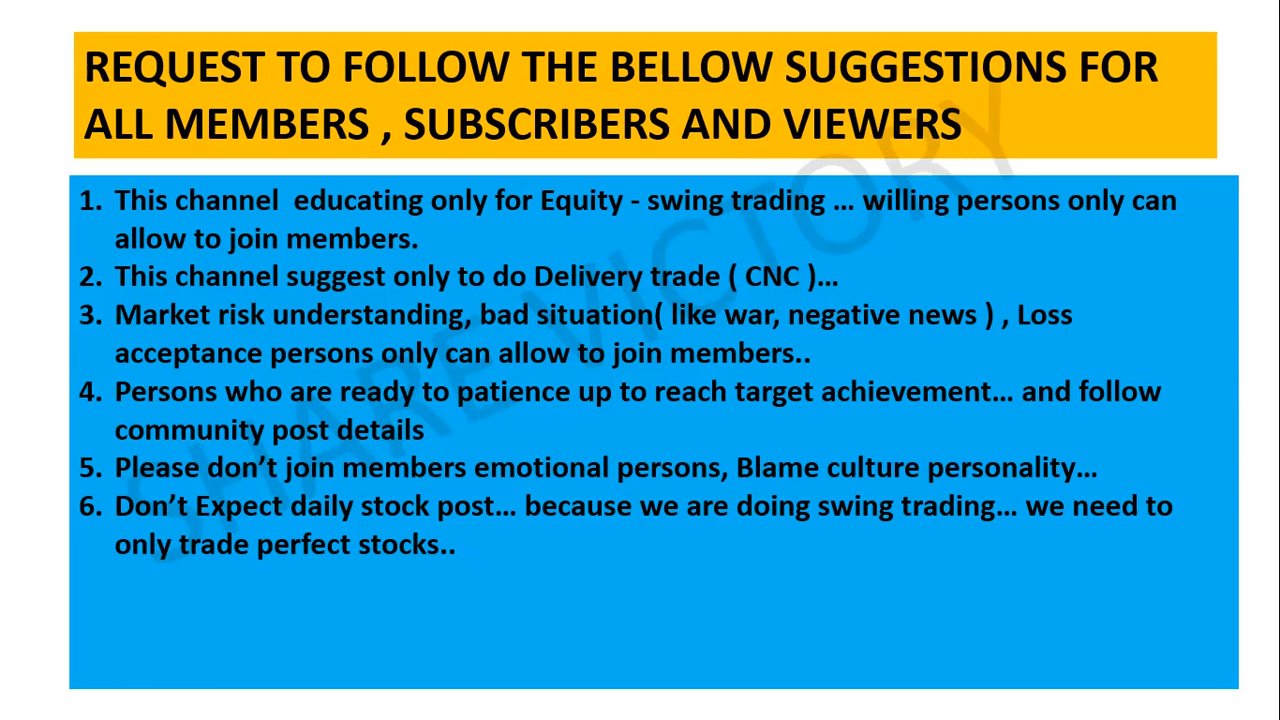 REQUEST TO FOLLOW THE BELLOW SUGGESTIONS FOR
ALL MEMBERS , SUBSCRIBERS AND VIEWERS
1. This channel  educating only for Equity - swing trading … willing persons only can
allow to join members.
2. This channel suggest only to do Delivery trade ( CNC )…
3. Market risk understanding, bad situation( like war, negative news ) , Loss
acceptance persons only can allow to join members..
4. Persons who are ready to patience up to reach target achievement… and follow
community post details
5. Please don’t join members emotional persons, Blame culture personality…
6. Don’t Expect daily stock post… because we are doing swing trading… we need to
only trade perfect stocks..
SHARE VICTORY